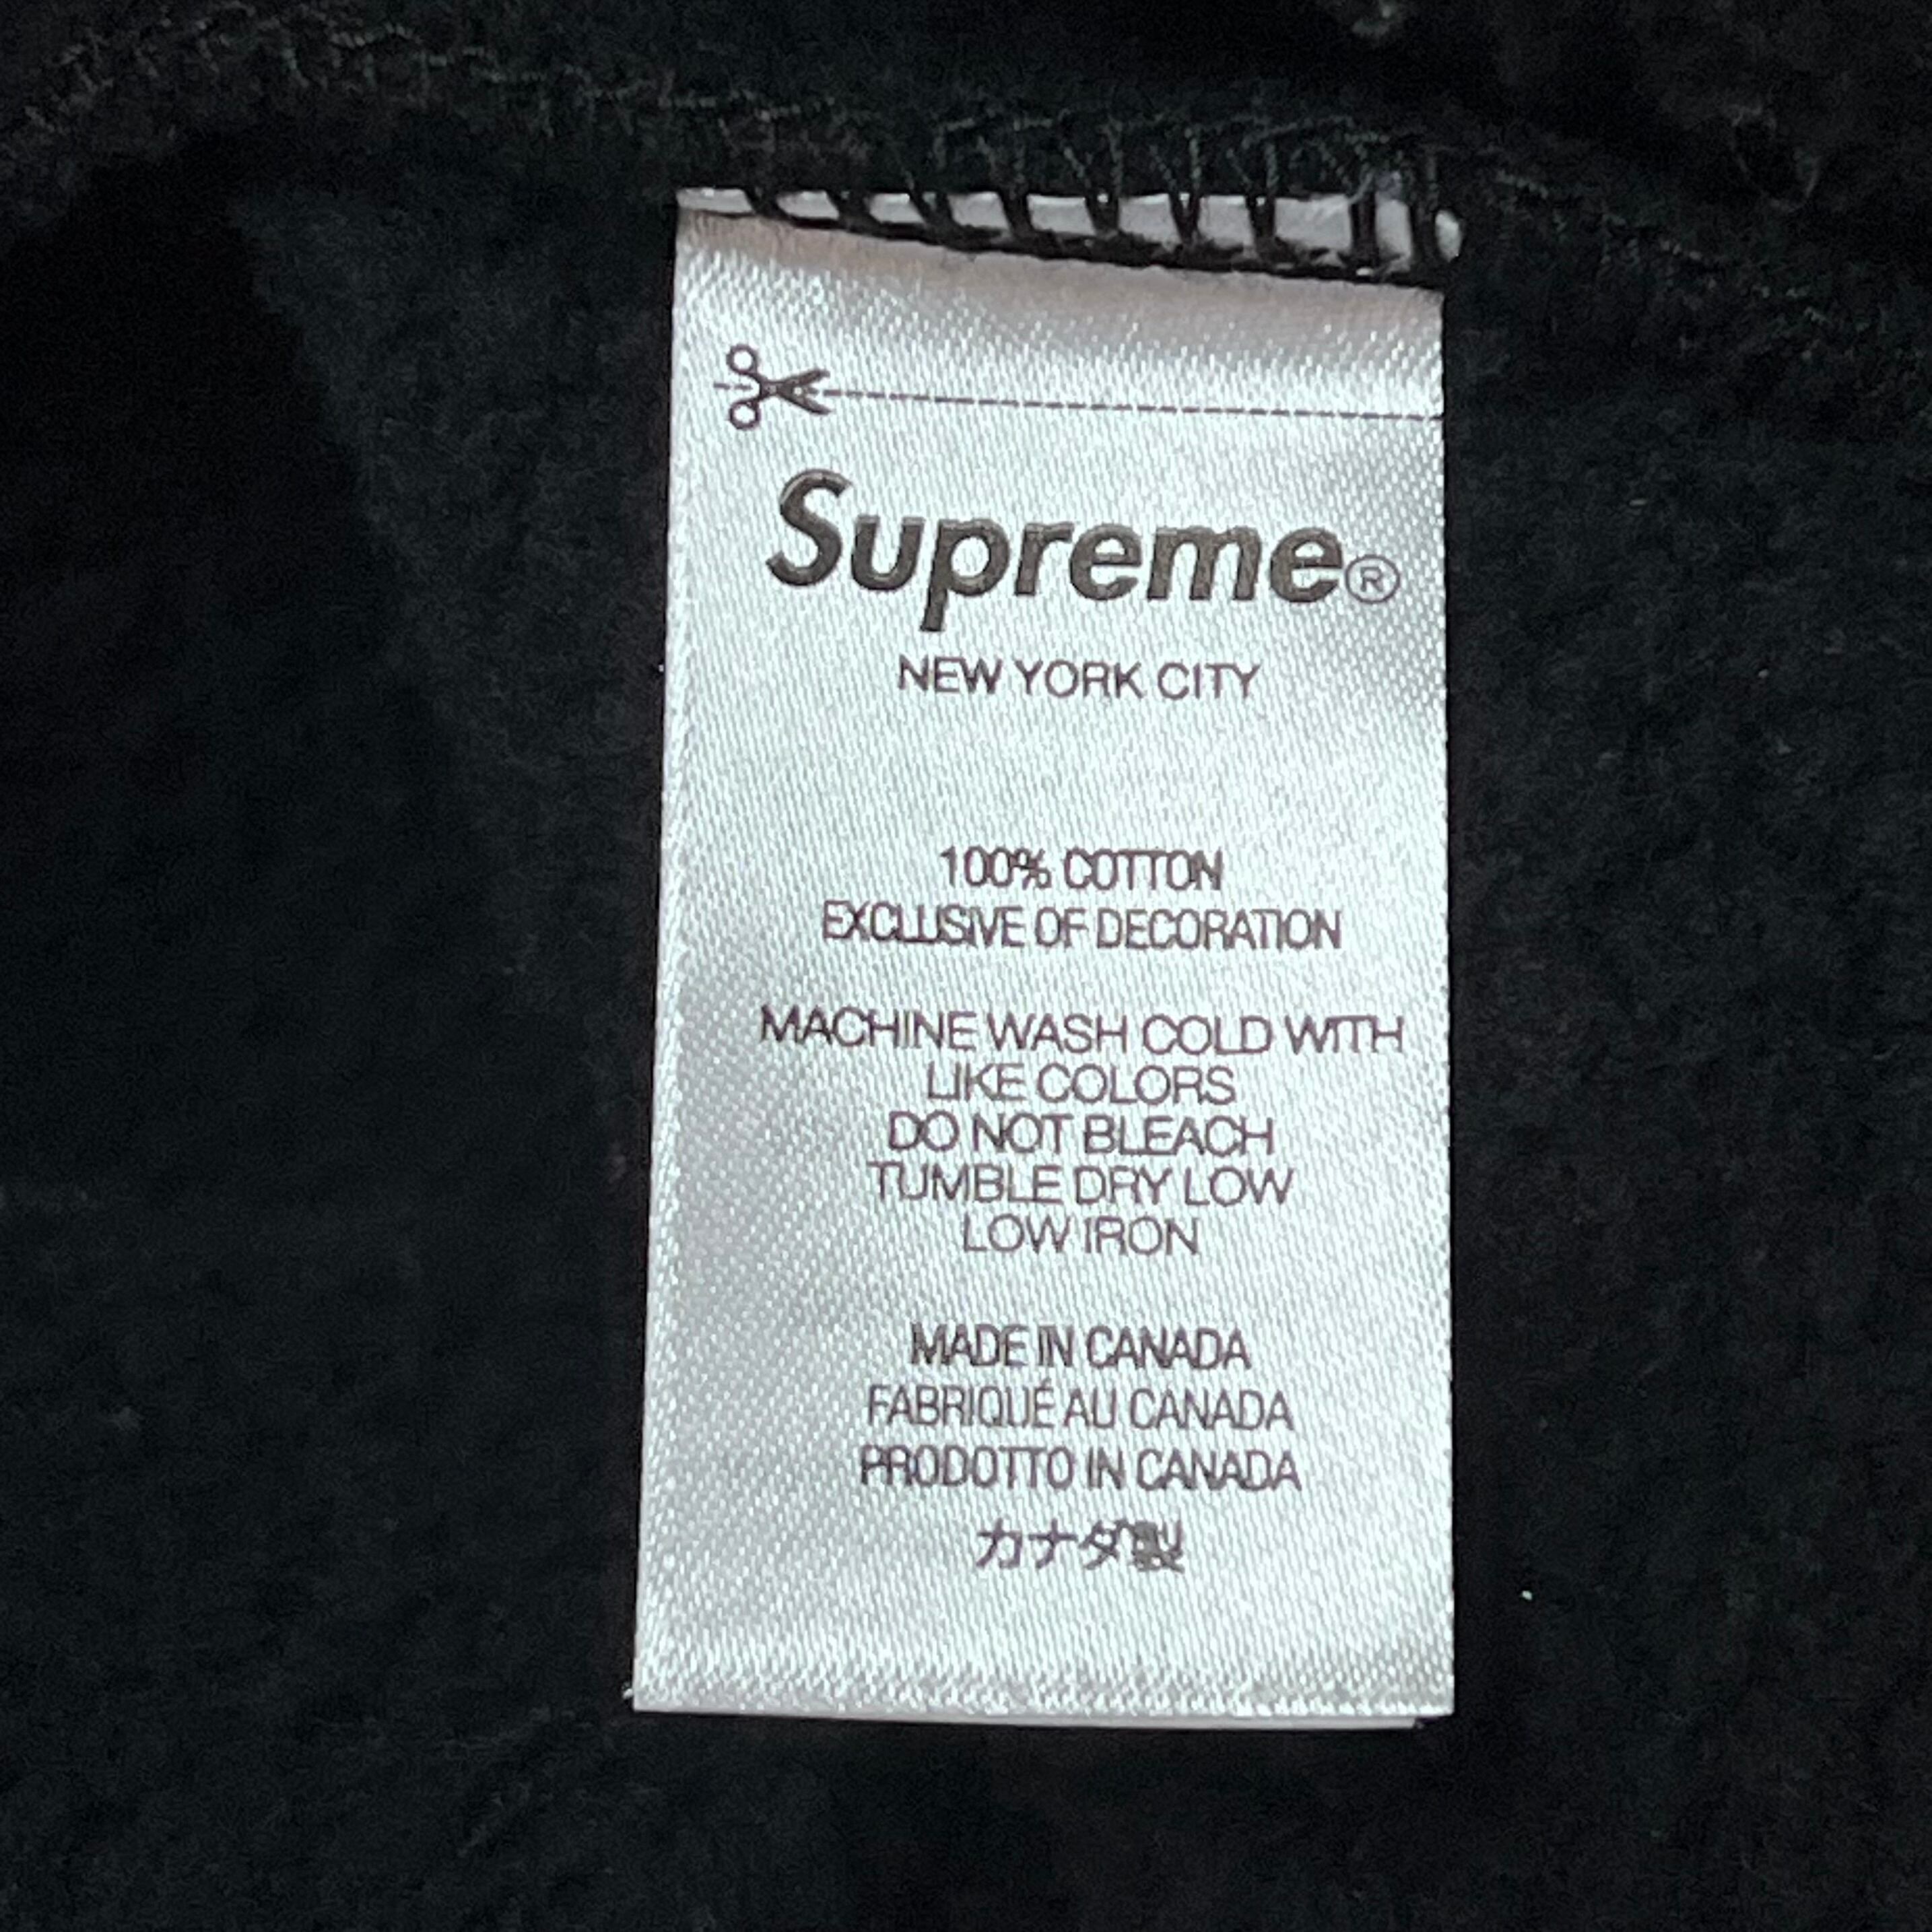 Supreme®
NEW YORK CITY
100% COTTON
EXCLUSIVE OF DECORATION
MACHINE WASH COLD WITH
LIKE COLORS
DO NOT BLEACH
TUMBLE DRY LOW
LOW IRON
MADE IN CANADA
FABRIQUÉ AU CANADA
PRODOTTO IN CANADA
カナダ製